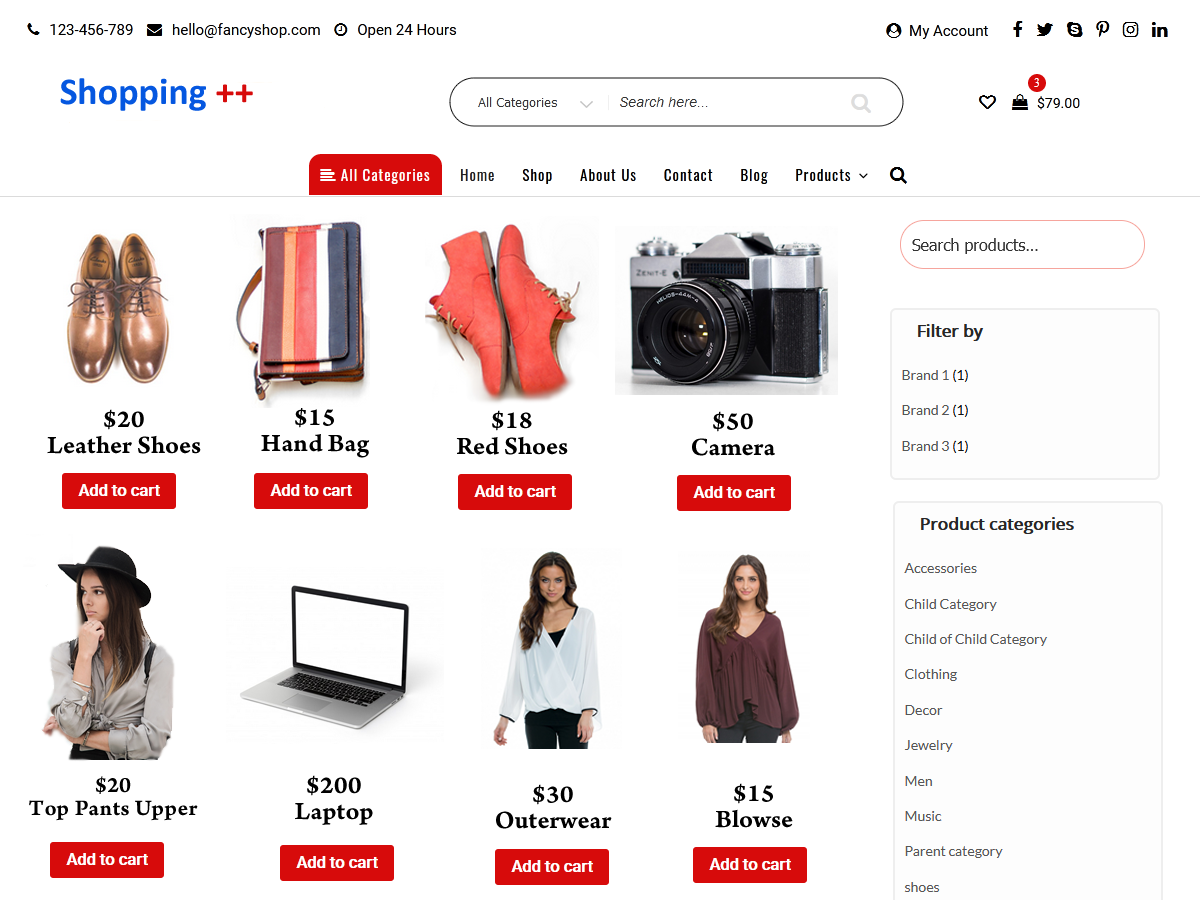 123-456-789 hello@fancyshop.com Open 24 Hours My Account
Shopping ++
All Categories Search here... 3 $79.00
All Categories Home Shop About Us Contact Blog Products
Search products...
ZENIT-E
HELIOS-44M-4
$20 $15 $18 $50
Leather Shoes Hand Bag Red Shoes Camera
Add to cart Add to cart Add to cart Add to cart
Filter by
Brand 1 (1)
Brand 2 (1)
Brand 3 (1)
$20 $200 $30 $15
Top Pants Upper Laptop Outerwear Blowse
Add to cart Add to cart Add to cart Add to cart
Product categories
Accessories
Child Category
Child of Child Category
Clothing
Decor
Jewelry
Men
Music
Parent category
shoes